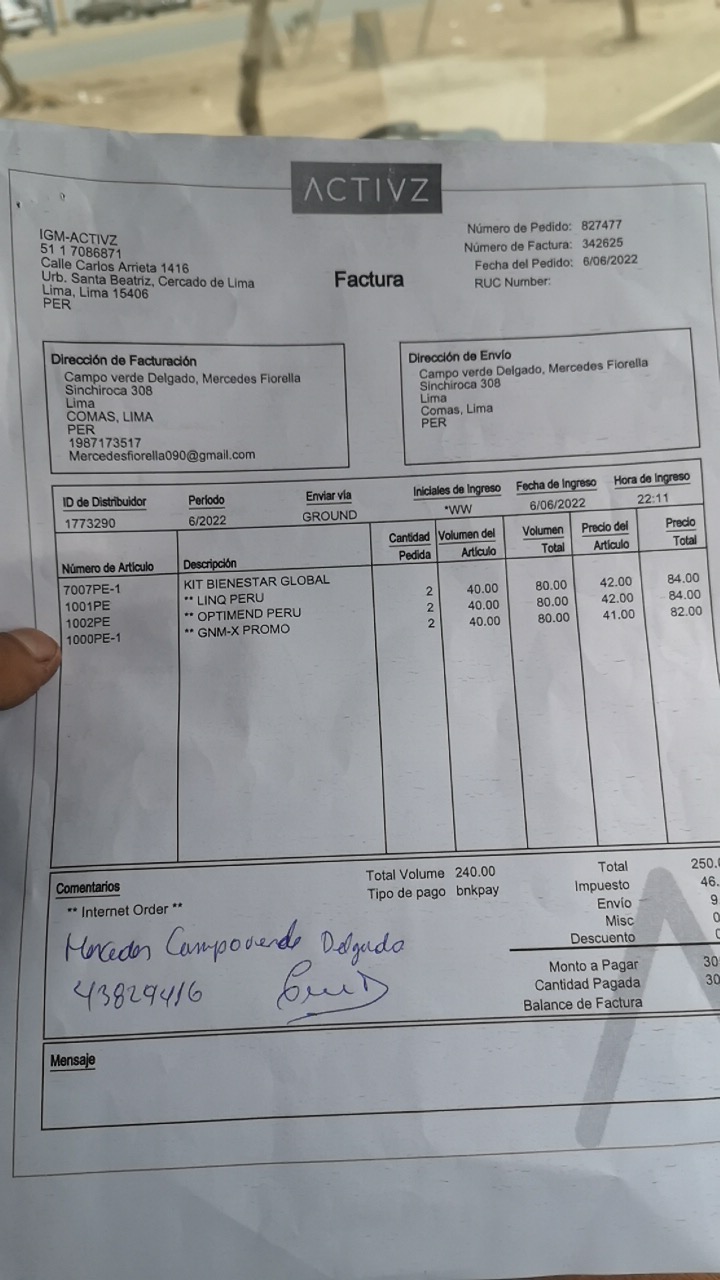 ACTIVZ
IGM-ACTIVZ
51 1 7086871
Calle Carlos Arrieta 1416
Urb. Santa Beatriz, Cercado de Lima
Lima, Lima 15406
PER
Factura
Número de Pedido: 827477
Número de Factura: 342625
Fecha del Pedido: 6/06/2022
RUC Number:
Dirección de Facturación
Campo verde Delgado, Mercedes Fiorella
Sinchiroca 308
Lima
COMAS, LIMA
PER
1987173517
Mercedesfiorella090@gmail.com
Dirección de Envío
Campo verde Delgado, Mercedes Fiorella
Sinchiroca 308
Lima
Comas, Lima
PER
ID de Distribuidor Período Enviar vía Iniciales de Ingreso Fecha de Ingreso Hora de Ingreso
1773290 6/2022 GROUND *WW 6/06/2022 22:11
Número de Artículo Descripción Cantidad Pedida Volumen del Artículo Volumen Total Precio del Artículo Precio Total
7007PE-1 KIT BIENESTAR GLOBAL
1001PE ** LINQ PERU 2 40.00 80.00 42.00 84.00
1002PE ** OPTIMEND PERU 2 40.00 80.00 42.00 84.00
1000PE-1 ** GNM-X PROMO 2 40.00 80.00 41.00 82.00
Comentarios
** Internet Order **
Mercedes Campoverde Delgado
43829416
Total Volume 240.00
Tipo de pago bnkpay
Total 250.
Impuesto 46.
Envío 9
Misc 0
Descuento
Monto a Pagar 30
Cantidad Pagada 30
Balance de Factura
Mensaje